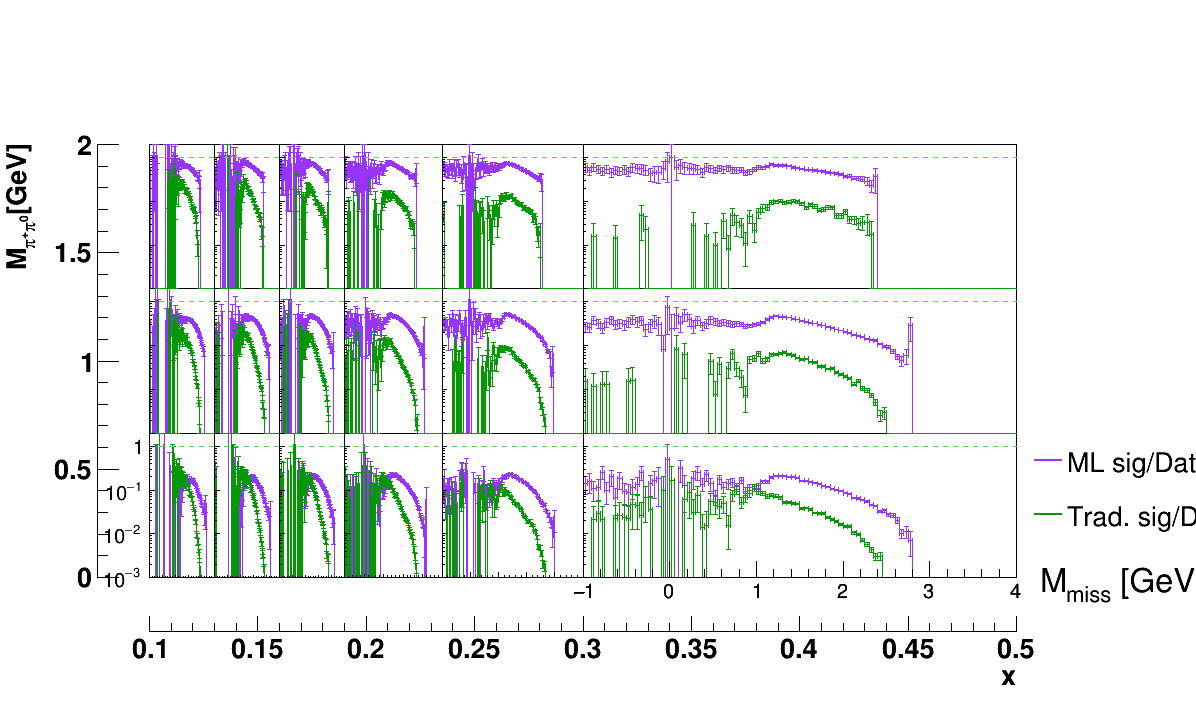 M π⁺π⁰ [GeV]
2
1.5
1
0.5
0
1
10⁻¹
10⁻²
10⁻³
ML sig/Dat
Trad. sig/D
−1 0 1 2 3 4
M miss [GeV
0.1 0.15 0.2 0.25 0.3 0.35 0.4 0.45 0.5
x